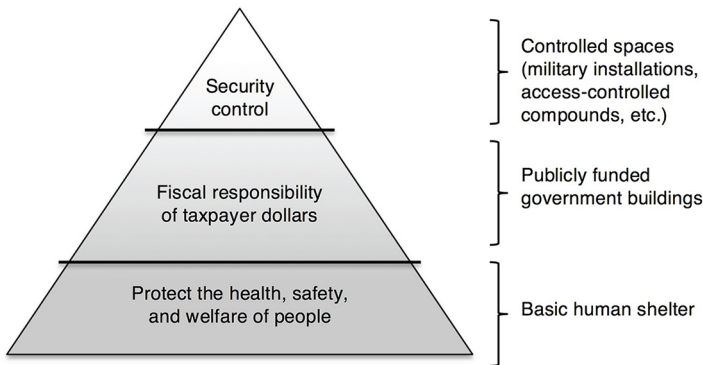 Security
control
Controlled spaces
(military installations,
access-controlled
compounds, etc.)
Fiscal responsibility
of taxpayer dollars
Publicly funded
government buildings
Protect the health, safety,
and welfare of people
Basic human shelter